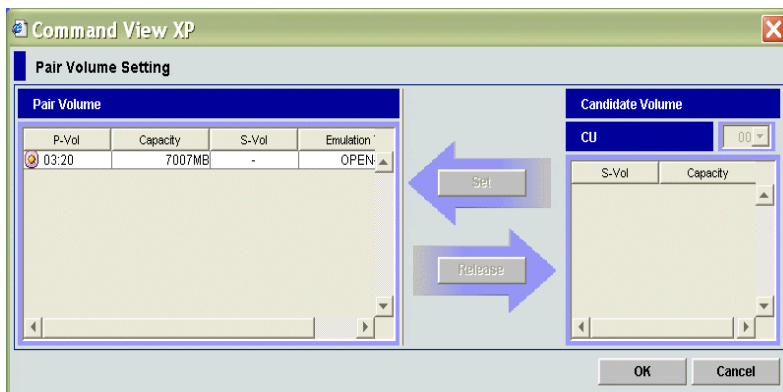 Command View XP
Pair Volume Setting
Pair Volume
P-Vol Capacity S-Vol Emulation
03:20 7007MB - OPEN-
Set
Release
Candidate Volume
CU 00
S-Vol Capacity
OK Cancel